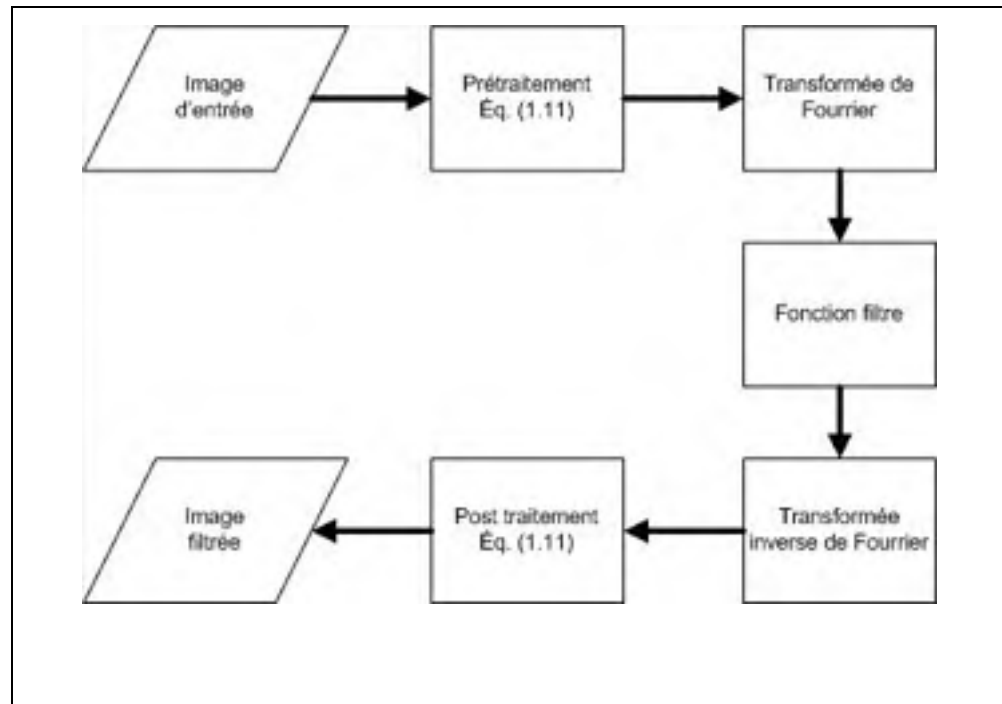 Image
d'entrée
Prétraitement
Éq. (1.11)
Transformée de
Fourrier
Fonction filtre
Transformée
inverse de Fourrier
Post traitement
Éq. (1.11)
Image
filtrée